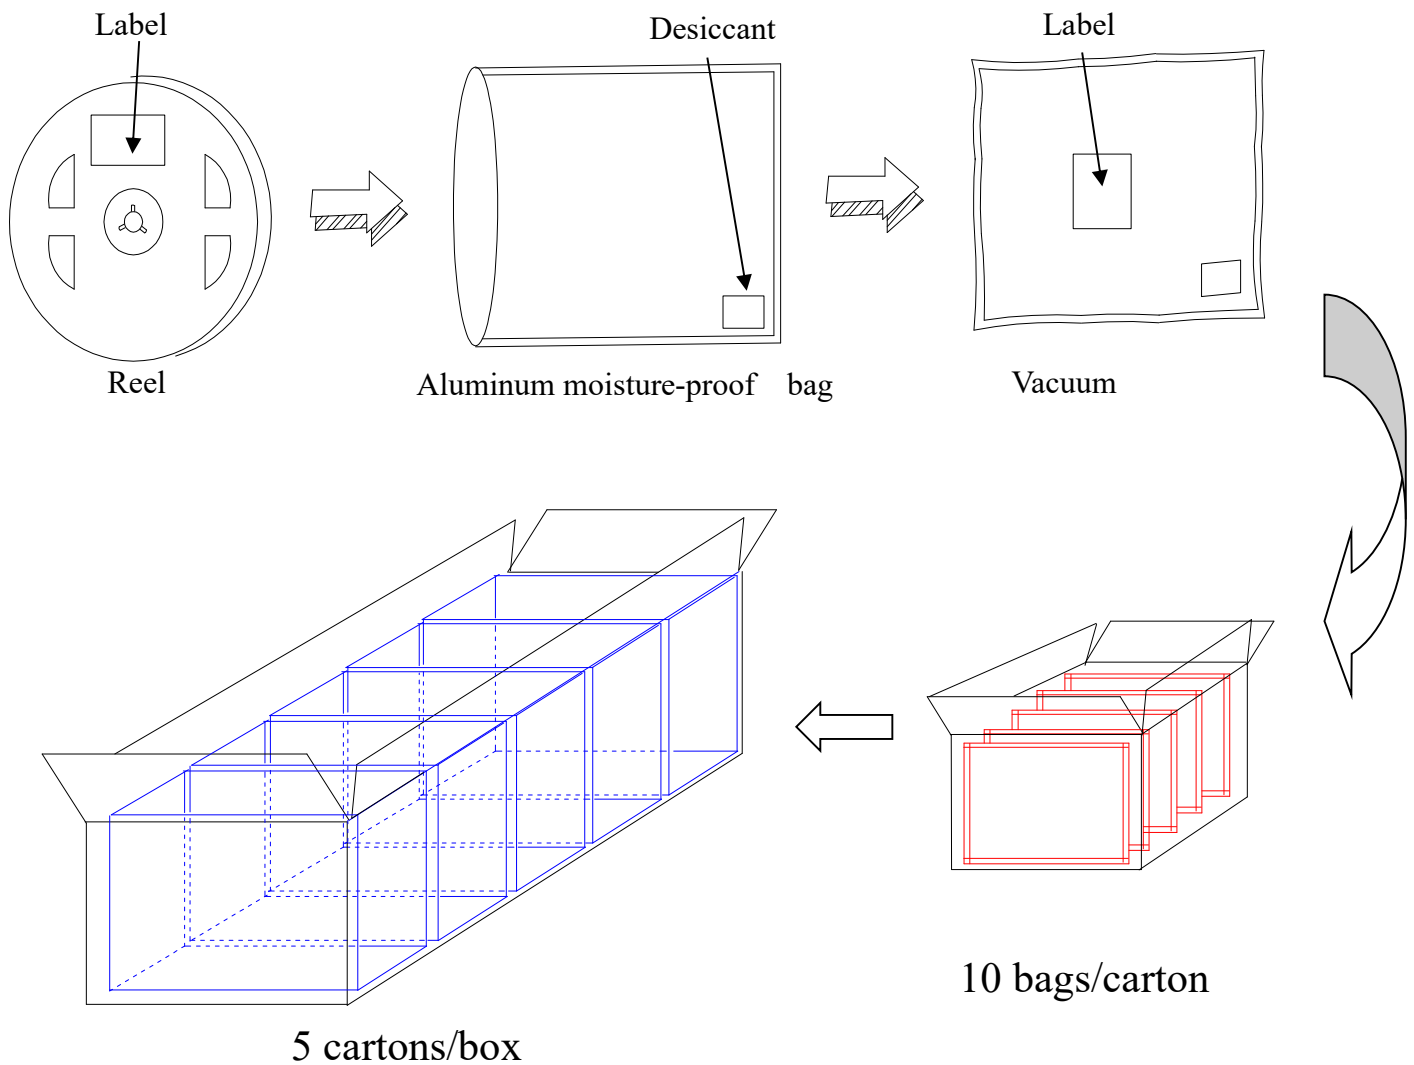 Label
Desiccant
Label
Reel
Aluminum moisture-proof bag
Vacuum
10 bags/carton
5 cartons/box